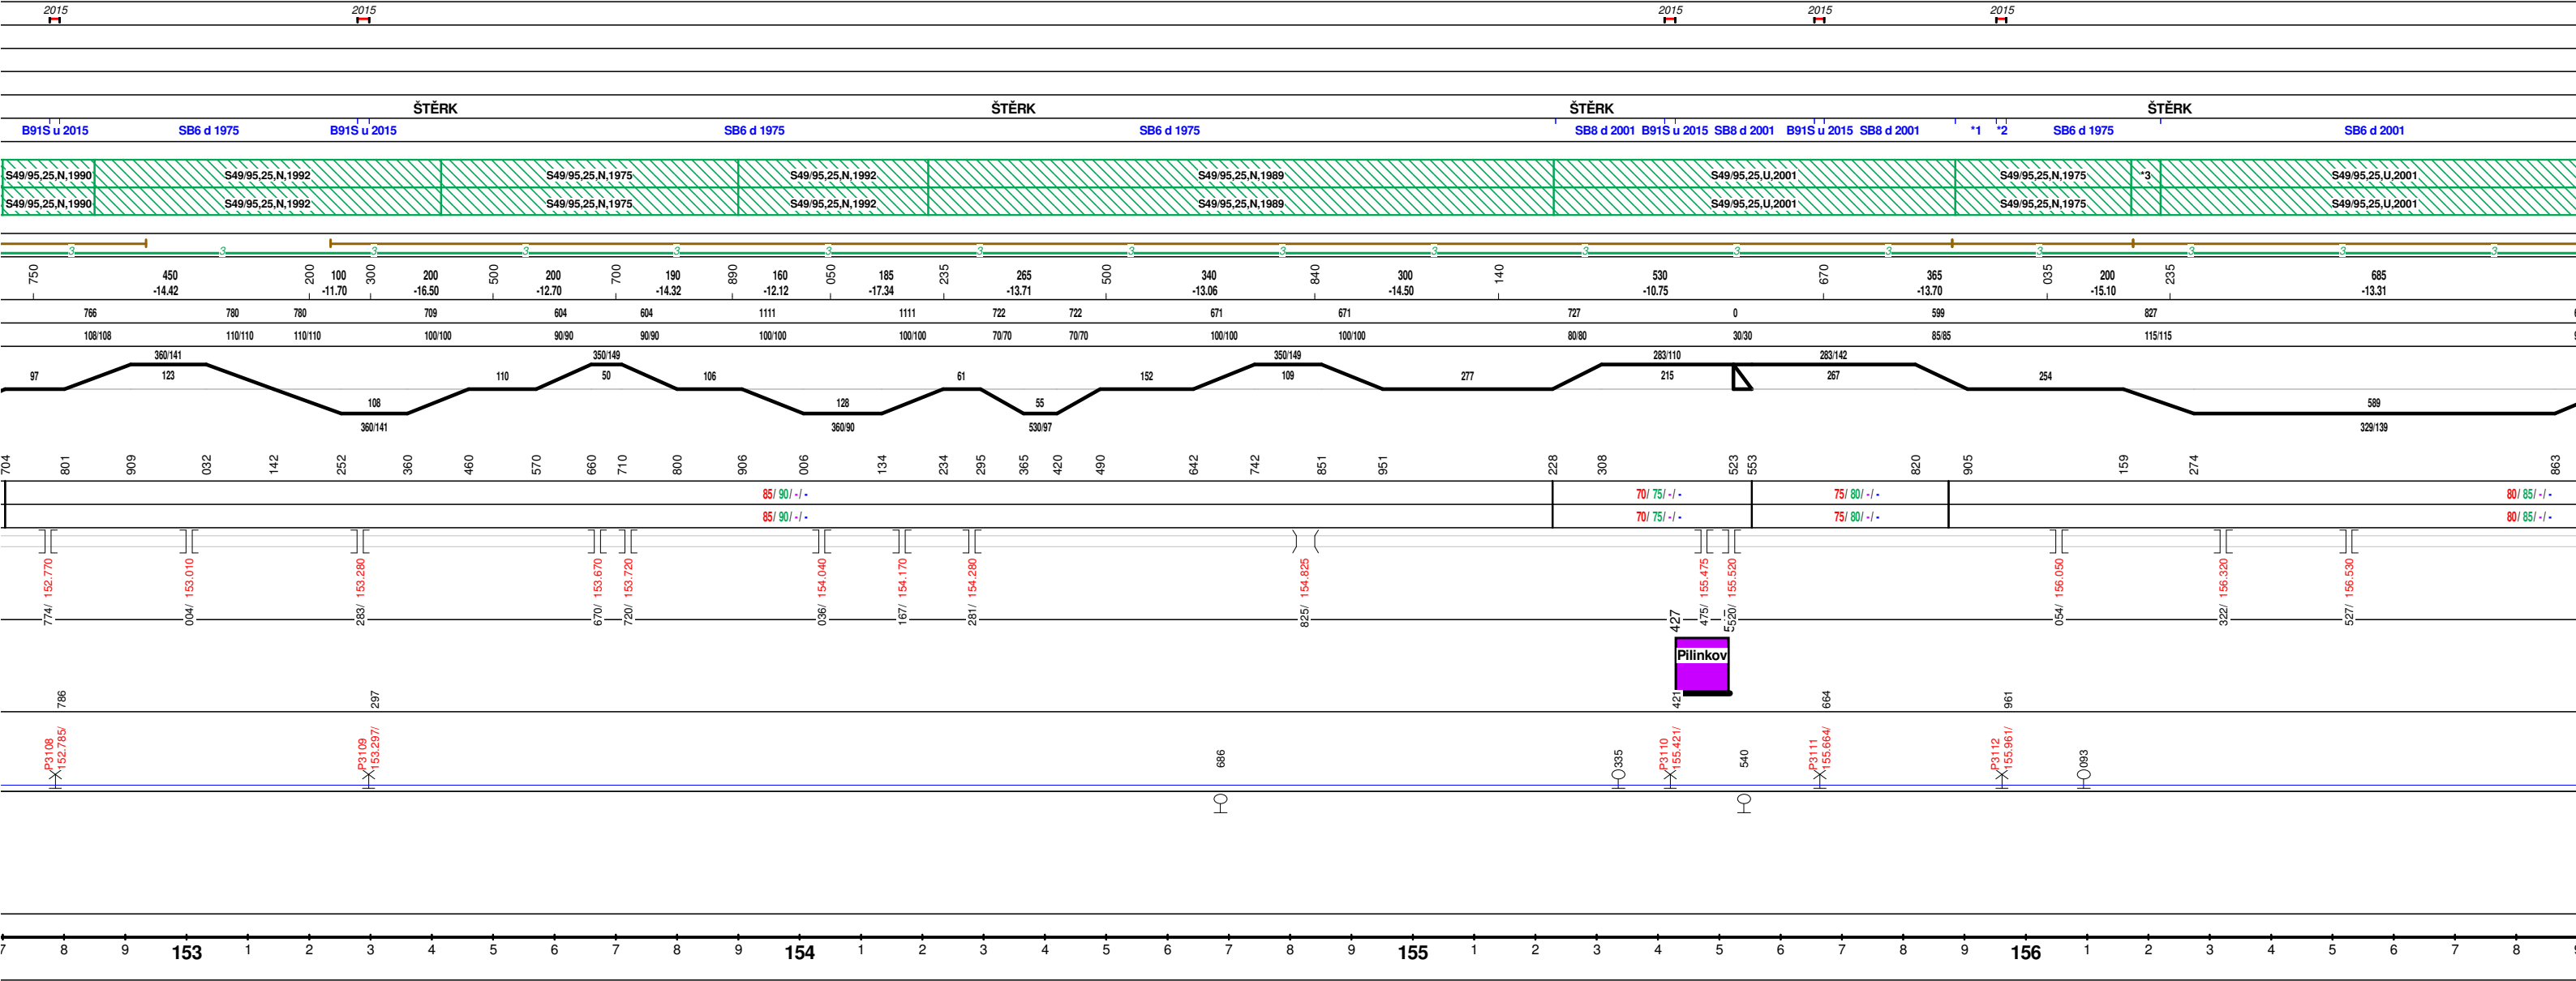 2015 2015 2015 2015 2015
ŠTĚRK ŠTĚRK ŠTĚRK ŠTĚRK
B91S u 2015 SB6 d 1975 B91S u 2015 SB6 d 1975 SB6 d 1975 SB8 d 2001 B91S u 2015 SB8 d 2001 B91S u 2015 SB8 d 2001 *1 *2 SB6 d 1975 SB6 d 2001
S49/95,25,N,1990 S49/95,25,N,1992 S49/95,25,N,1975 S49/95,25,N,1992 S49/95,25,N,1989 S49/95,25,U,2001 S49/95,25,N,1975 *3 S49/95,25,U,2001
S49/95,25,N,1990 S49/95,25,N,1992 S49/95,25,N,1975 S49/95,25,N,1992 S49/95,25,N,1989 S49/95,25,U,2001 S49/95,25,N,1975 S49/95,25,U,2001
3 3 3 3 3 3 3 3 3 3 3 3 3 3 3 3 3
750 450 200 100 300 200 500 200 700 190 890 160 050 185 235 265 500 340 840 300 140 530 670 365 035 200 235 685
-14.42 -11.70 -16.50 -12.70 -14.32 -12.12 -17.34 -13.71 -13.06 -14.50 -10.75 -13.70 -15.10 -13.31
766 780 780 709 604 604 1111 1111 722 722 671 671 727 0 599 827
108/108 110/110 110/110 100/100 90/90 90/90 100/100 100/100 70/70 70/70 100/100 100/100 80/80 30/30 85/85 115/115
360/141 350/149 350/149 283/110 283/142
97 123 110 50 106 61 152 109 277 215 267 254
108 128 55 589
360/141 360/90 530/97 329/139
704 801 909 032 142 252 360 460 570 660 710 800 906 006 134 234 295 365 420 490 642 742 851 951 228 308 523 553 820 905 159 274 863
85/ 90/ -/ - 70/ 75/ -/ - 75/ 80/ -/ - 80/ 85/ -/ -
85/ 90/ -/ - 70/ 75/ -/ - 75/ 80/ -/ - 80/ 85/ -/ -
774/ 152.770 004/ 153.010 283/ 153.280 670/ 153.670 720/ 153.720 036/ 154.040 167/ 154.170 281/ 154.280 825/ 154.825 475/ 155.475 520/ 155.520 054/ 156.050 322/ 156.320 527/ 156.530
427
Pilinkov
786 297 421 664 961
P3108 152.785/ P3109 153.297/ P3110 155.421/ P3111 155.664/ P3112 155.961/
686 335 540 093
7 8 9 153 1 2 3 4 5 6 7 8 9 154 1 2 3 4 5 6 7 8 9 155 1 2 3 4 5 6 7 8 9 156 1 2 3 4 5 6 7 8